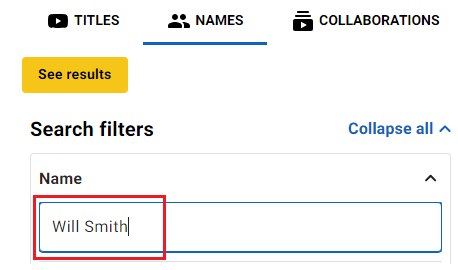 TITLES NAMES COLLABORATIONS
See results
Search filters Collapse all
Name
Will Smith